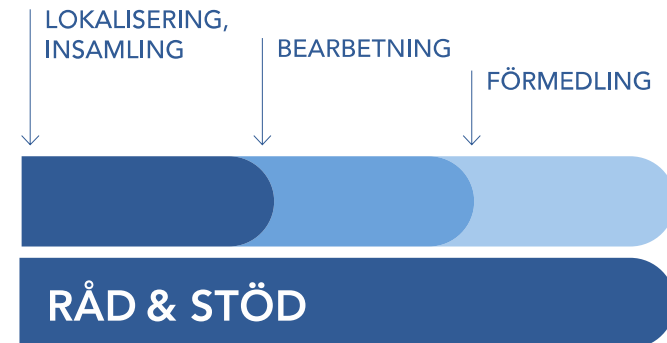 LOKALISERING,
INSAMLING
BEARBETNING
FÖRMEDLING
RÅD & STÖD